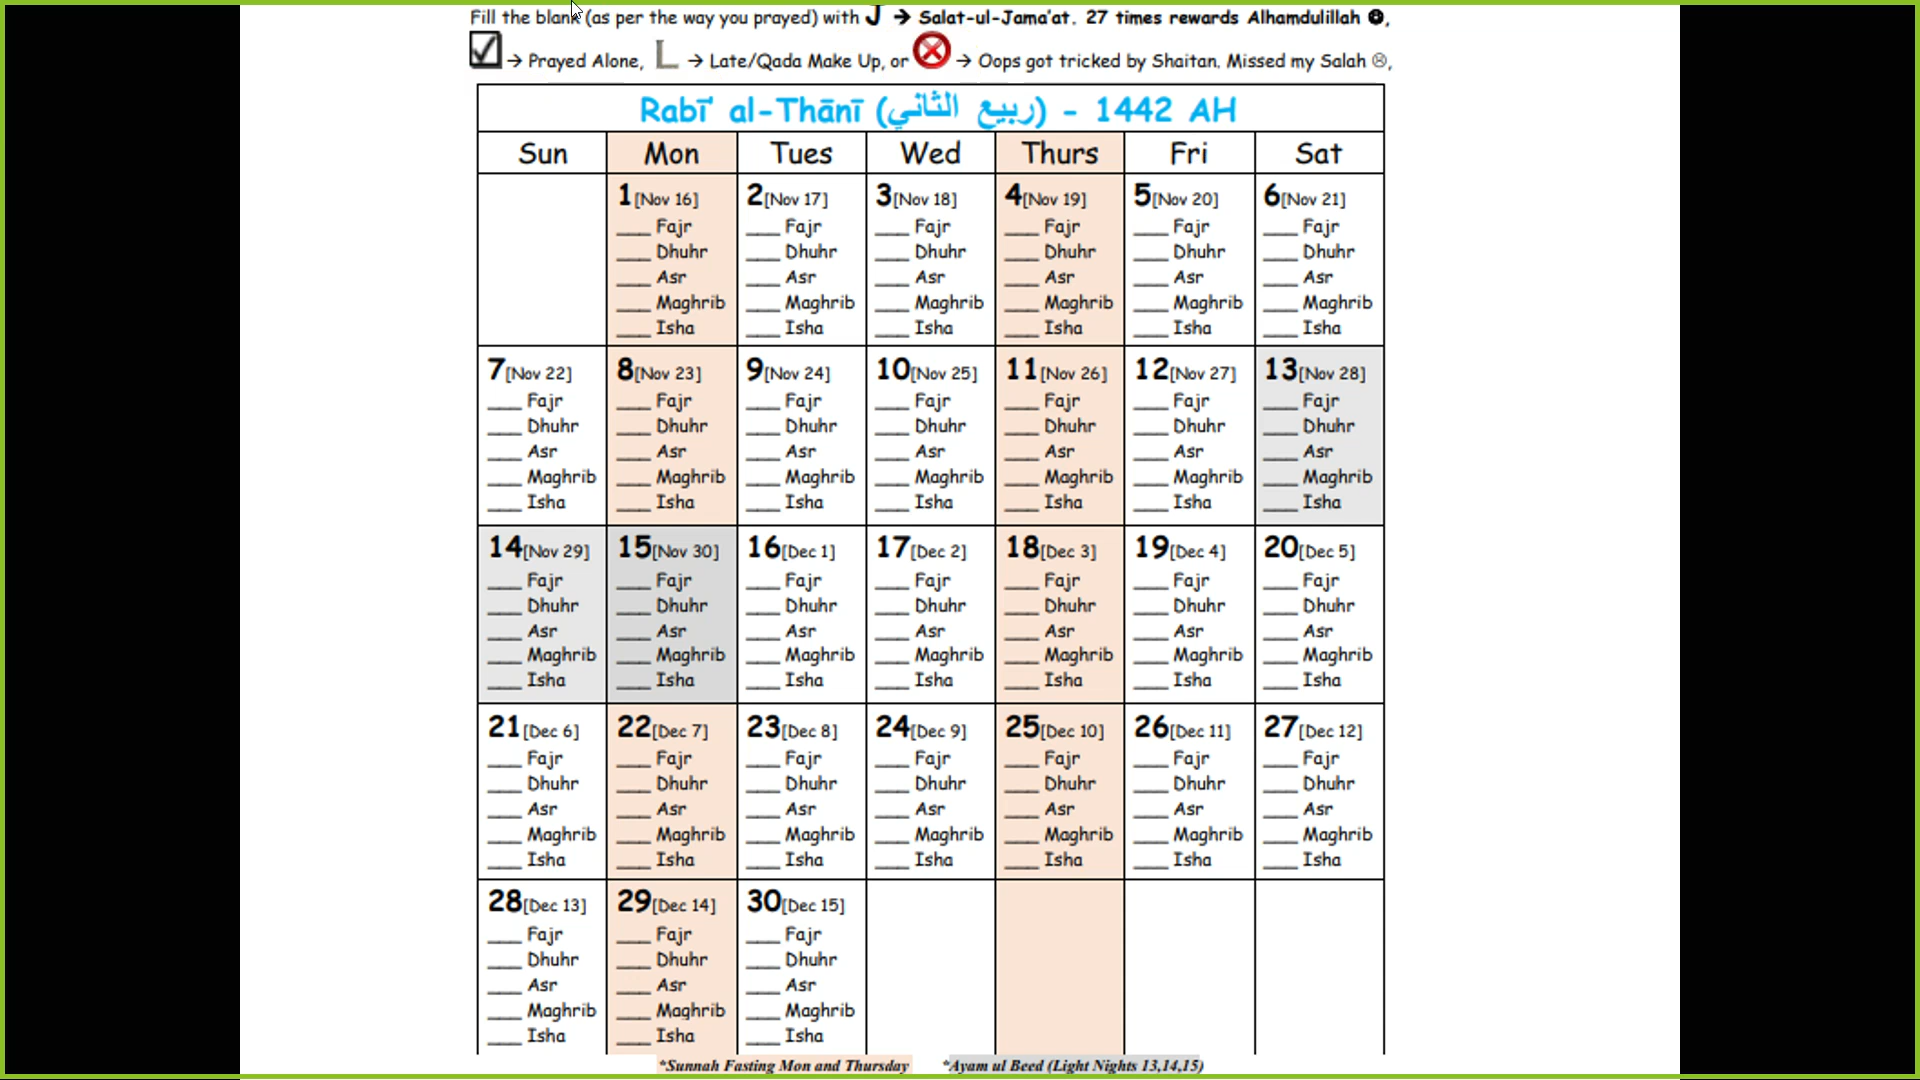 Fill the blank (as per the way you prayed) with J → Salat-ul-Jama'at. 27 times rewards Alhamdulillah ☻,
☑ → Prayed Alone, L → Late/Qada Make Up, or ⊗ → Oops got tricked by Shaitan. Missed my Salah ☹,
Rabī' al-Thānī (ربيع الثاني) - 1442 AH
Sun Mon Tues Wed Thurs Fri Sat
1[Nov 16] 2[Nov 17] 3[Nov 18] 4[Nov 19] 5[Nov 20] 6[Nov 21]
___ Fajr ___ Fajr ___ Fajr ___ Fajr ___ Fajr ___ Fajr
___ Dhuhr ___ Dhuhr ___ Dhuhr ___ Dhuhr ___ Dhuhr ___ Dhuhr
___ Asr ___ Asr ___ Asr ___ Asr ___ Asr ___ Asr
___ Maghrib ___ Maghrib ___ Maghrib ___ Maghrib ___ Maghrib ___ Maghrib
___ Isha ___ Isha ___ Isha ___ Isha ___ Isha ___ Isha
7[Nov 22] 8[Nov 23] 9[Nov 24] 10[Nov 25] 11[Nov 26] 12[Nov 27] 13[Nov 28]
___ Fajr ___ Fajr ___ Fajr ___ Fajr ___ Fajr ___ Fajr ___ Fajr
___ Dhuhr ___ Dhuhr ___ Dhuhr ___ Dhuhr ___ Dhuhr ___ Dhuhr ___ Dhuhr
___ Asr ___ Asr ___ Asr ___ Asr ___ Asr ___ Asr ___ Asr
___ Maghrib ___ Maghrib ___ Maghrib ___ Maghrib ___ Maghrib ___ Maghrib ___ Maghrib
___ Isha ___ Isha ___ Isha ___ Isha ___ Isha ___ Isha ___ Isha
14[Nov 29] 15[Nov 30] 16[Dec 1] 17[Dec 2] 18[Dec 3] 19[Dec 4] 20[Dec 5]
___ Fajr ___ Fajr ___ Fajr ___ Fajr ___ Fajr ___ Fajr ___ Fajr
___ Dhuhr ___ Dhuhr ___ Dhuhr ___ Dhuhr ___ Dhuhr ___ Dhuhr ___ Dhuhr
___ Asr ___ Asr ___ Asr ___ Asr ___ Asr ___ Asr ___ Asr
___ Maghrib ___ Maghrib ___ Maghrib ___ Maghrib ___ Maghrib ___ Maghrib ___ Maghrib
___ Isha ___ Isha ___ Isha ___ Isha ___ Isha ___ Isha ___ Isha
21[Dec 6] 22[Dec 7] 23[Dec 8] 24[Dec 9] 25[Dec 10] 26[Dec 11] 27[Dec 12]
___ Fajr ___ Fajr ___ Fajr ___ Fajr ___ Fajr ___ Fajr ___ Fajr
___ Dhuhr ___ Dhuhr ___ Dhuhr ___ Dhuhr ___ Dhuhr ___ Dhuhr ___ Dhuhr
___ Asr ___ Asr ___ Asr ___ Asr ___ Asr ___ Asr ___ Asr
___ Maghrib ___ Maghrib ___ Maghrib ___ Maghrib ___ Maghrib ___ Maghrib ___ Maghrib
___ Isha ___ Isha ___ Isha ___ Isha ___ Isha ___ Isha ___ Isha
28[Dec 13] 29[Dec 14] 30[Dec 15]
___ Fajr ___ Fajr ___ Fajr
___ Dhuhr ___ Dhuhr ___ Dhuhr
___ Asr ___ Asr ___ Asr
___ Maghrib ___ Maghrib ___ Maghrib
___ Isha ___ Isha ___ Isha
*Sunnah Fasting Mon and Thursday *Ayam ul Beed (Light Nights 13,14,15)